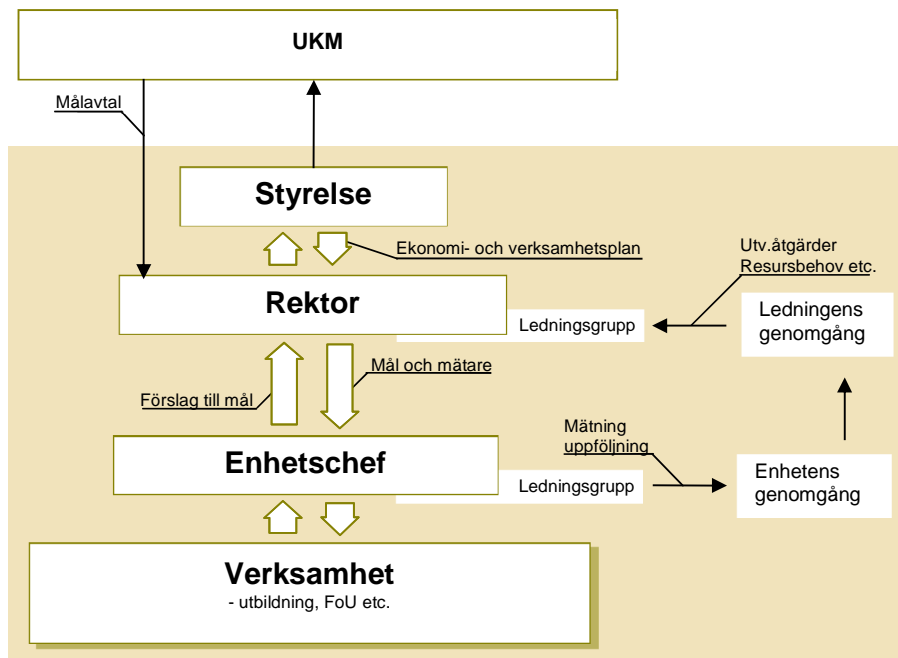 UKM
Målavtal
Styrelse
Ekonomi- och verksamhetsplan
Utv.åtgärder
Resursbehov etc.
Rektor
Ledningsgrupp
Ledningens
genomgång
Mål och mätare
Förslag till mål
Mätning
uppföljning
Enhetschef
Ledningsgrupp
Enhetens
genomgång
Verksamhet
- utbildning, FoU etc.